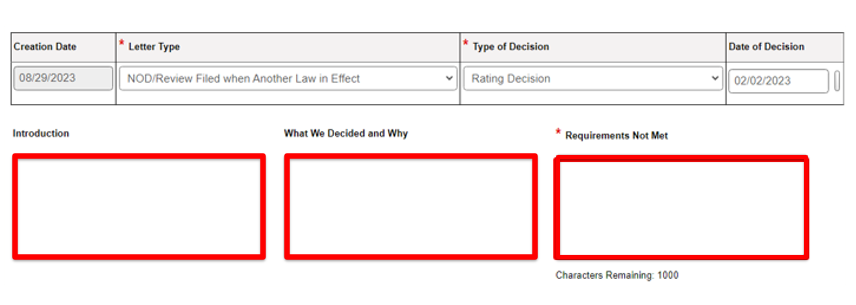 Creation Date * Letter Type * Type of Decision Date of Decision
08/29/2023 NOD/Review Filed when Another Law in Effect Rating Decision 02/02/2023
Introduction What We Decided and Why * Requirements Not Met
Characters Remaining: 1000